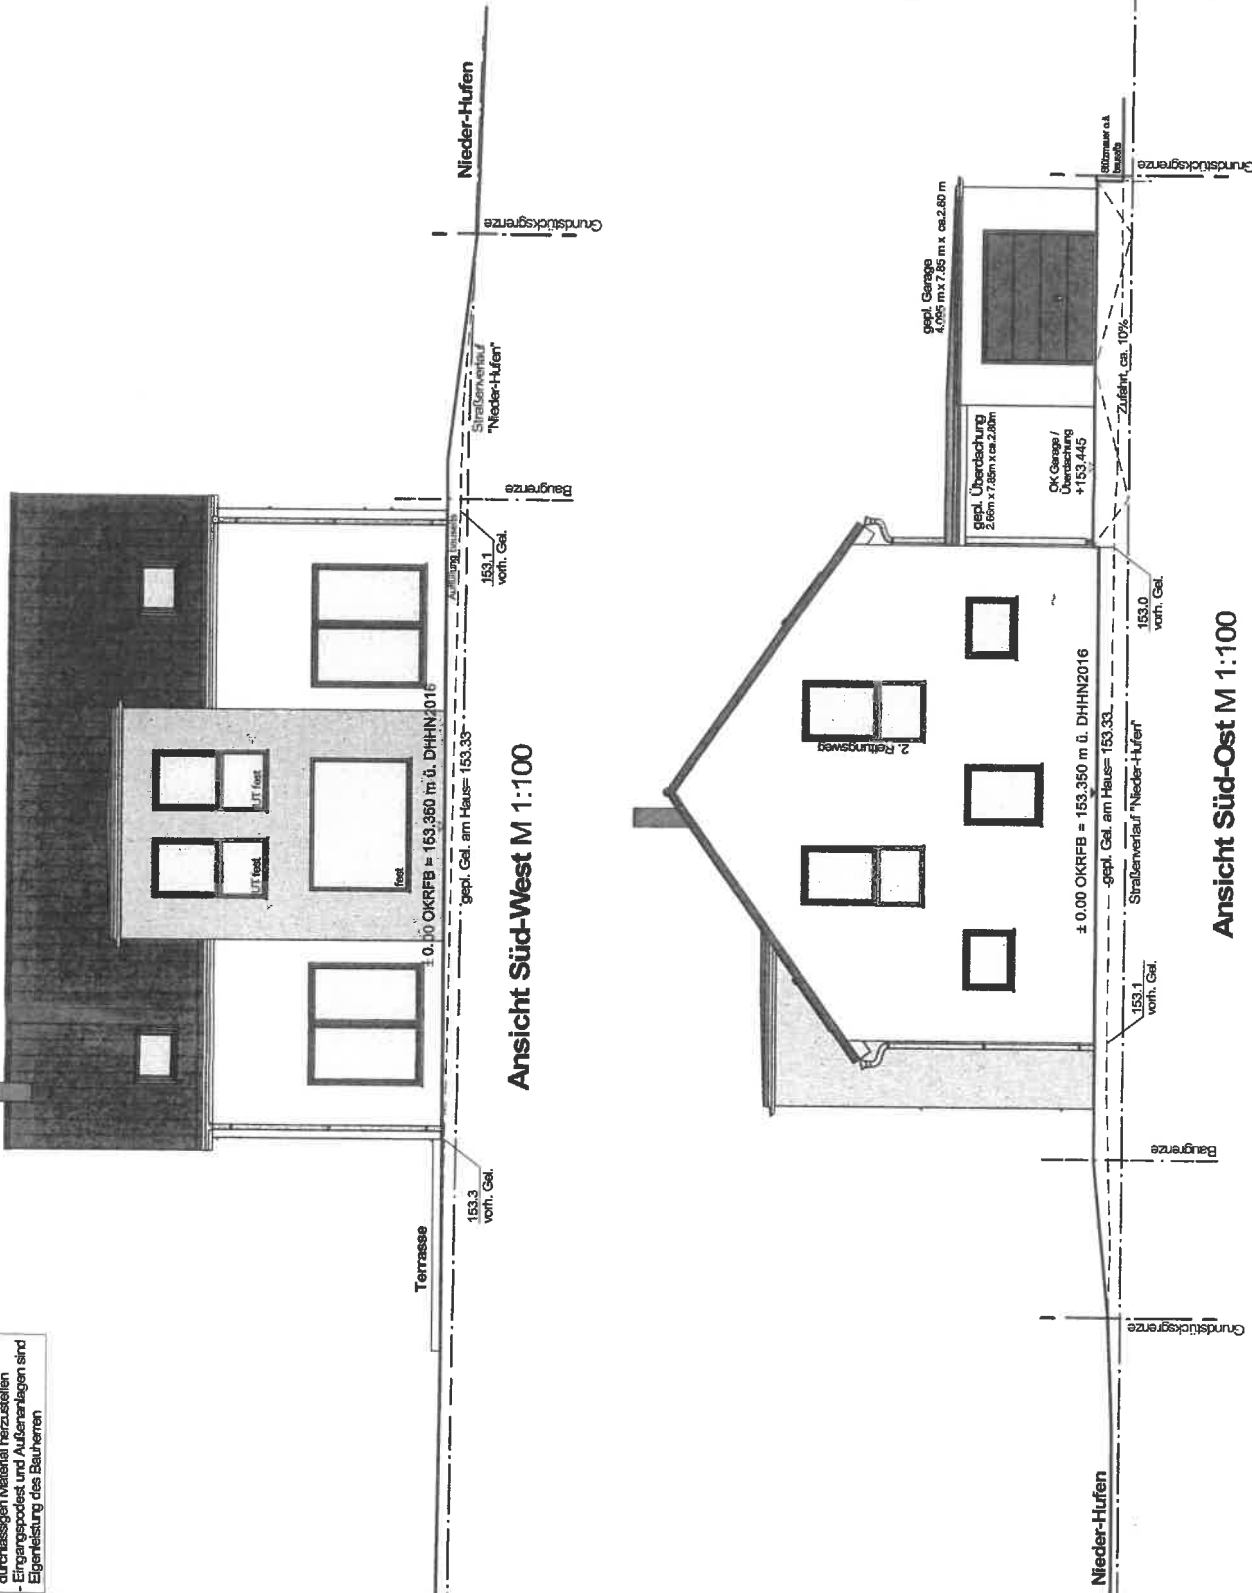 durchlässigen Material herzustellen
- Eingangspodest und Außenanlagen sind
Eigenleistung des Bauherren
Terrasse
153.3
vorh. Gel.
UT fest
UT fest
fest
± 0.00 OKRFB = 153,350 m ü. DHHN2016
gepl. Gel. am Haus= 153.33
Auffüllung bauseits
153.1
vorh. Gel.
Baugrenze
Straßenverlauf
"Nieder-Hufen"
Grundstücksgrenze
Nieder-Hufen
Ansicht Süd-West M 1:100
Nieder-Hufen
Grundstücksgrenze
Baugrenze
153.1
vorh. Gel.
2. Rettungsweg
± 0.00 OKRFB = 153,350 m ü. DHHN2016
gepl. Gel. am Haus= 153.33
Straßenverlauf "Nieder-Hufen"
153.0
vorh. Gel.
gepl. Überdachung
2.66m x 7.85m x ca.2.80m
OK Garage /
Überdachung
+153.445
gepl. Garage
4.095 m x 7.85 m x ca.2.80 m
Zufahrt, ca. 10%
Stützmauer o.ä.
bauseits
Grundstücksgrenze
Ansicht Süd-Ost M 1:100